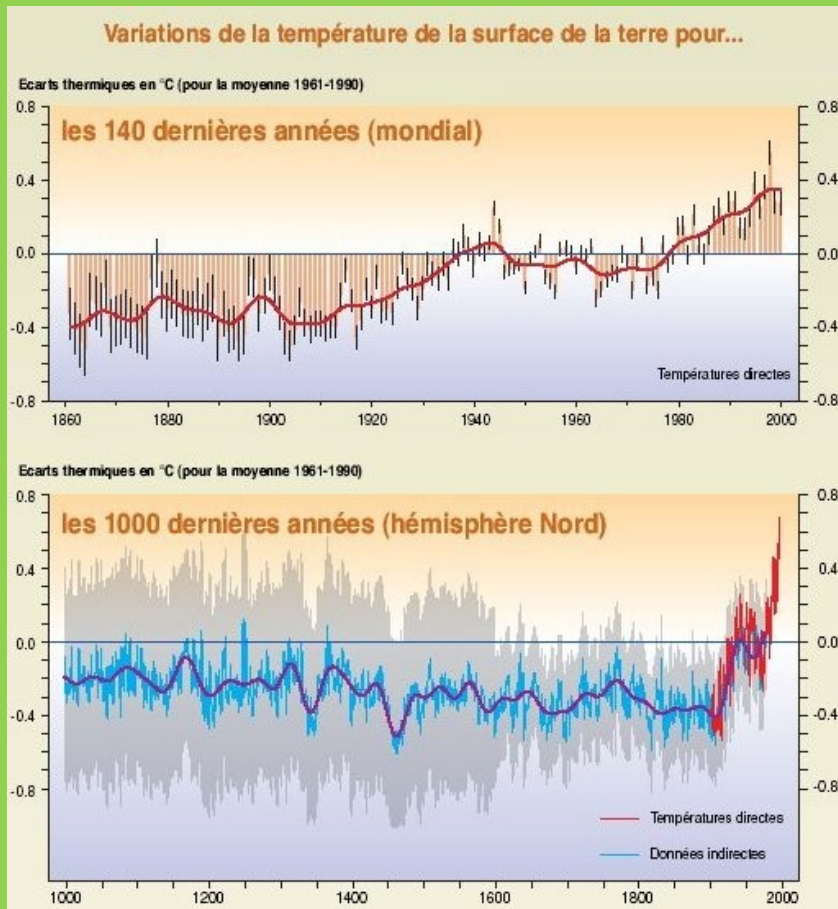 Variations de la température de la surface de la terre pour...
Ecarts thermiques en °C (pour la moyenne 1961-1990)
les 140 dernières années (mondial)
0.8 0.8
0.4 0.4
0.0 0.0
-0.4 -0.4
Températures directes
-0.8 -0.8
1860 1880 1900 1920 1940 1960 1980 2000
Ecarts thermiques en °C (pour la moyenne 1961-1990)
0.8 0.8
les 1000 dernières années (hémisphère Nord)
0.4 0.4
0.0 0.0
-0.4 -0.4
-0.8 -0.8
Températures directes
Données indirectes
1000 1200 1400 1600 1800 2000